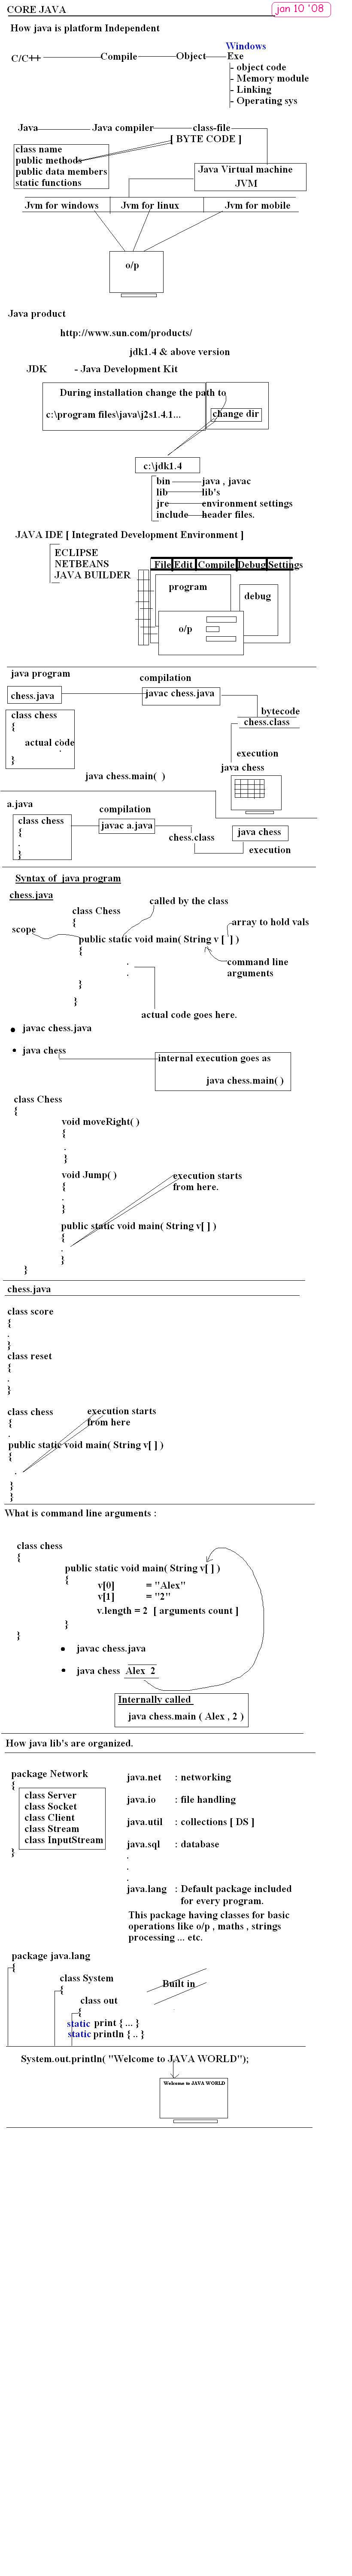 CORE JAVA
jan 10 '08
How java is platform Independent
Windows
C/C++ Compile Object Exe
- object code
- Memory module
- Linking
- Operating sys
Java Java compiler class-file
[ BYTE CODE ]
class name
public methods
public data members
static functions
Java Virtual machine
JVM
Jvm for windows Jvm for linux Jvm for mobile
o/p
Java product
http://www.sun.com/products/
jdk1.4 & above version
JDK - Java Development Kit
During installation change the path to
c:\program files\java\j2s1.4.1... change dir
c:\jdk1.4
bin java , javac
lib lib's
jre environment settings
include header files.
JAVA IDE [ Integrated Development Environment ]
ECLIPSE
NETBEANS
JAVA BUILDER
File Edit Compile Debug Settings
program
debug
o/p
java program
compilation
chess.java
javac chess.java
bytecode
chess.class
class chess
{
actual code
.
}
execution
java chess
java chess.main( )
a.java
compilation
class chess
{
.
}
javac a.java
chess.class
java chess
execution
Syntax of java program
chess.java
called by the class
class Chess
{
scope
array to hold vals
public static void main( String v [ ] )
{
command line
arguments
.
.
}
}
actual code goes here.
javac chess.java
java chess
internal execution goes as
java chess.main( )
class Chess
{
void moveRight( )
{
.
}
void Jump( )
{
.
}
execution starts
from here.
public static void main( String v[ ] )
{
.
}
}
chess.java
class score
{
.
}
class reset
{
.
}
class chess
{
.
execution starts
from here
public static void main( String v[ ] )
{
.
}
}
What is command line arguments :
class chess
{
public static void main( String v[ ] )
{
v[0] = "Alex"
v[1] = "2"
v.length = 2 [ arguments count ]
}
}
javac chess.java
java chess Alex 2
Internally called
java chess.main ( Alex , 2 )
How java lib's are organized.
package Network
{
class Server
class Socket
class Client
class Stream
class InputStream
}
java.net : networking
java.io : file handling
java.util : collections [ DS ]
java.sql : database
.
.
.
java.lang : Default package included
for every program.
This package having classes for basic
operations like o/p , maths , strings
processing ... etc.
package java.lang
{
class System
{
Built in
class out
{
static print { ... }
static println { .. }
System.out.println( "Welcome to JAVA WORLD");
Welcome to JAVA WORLD